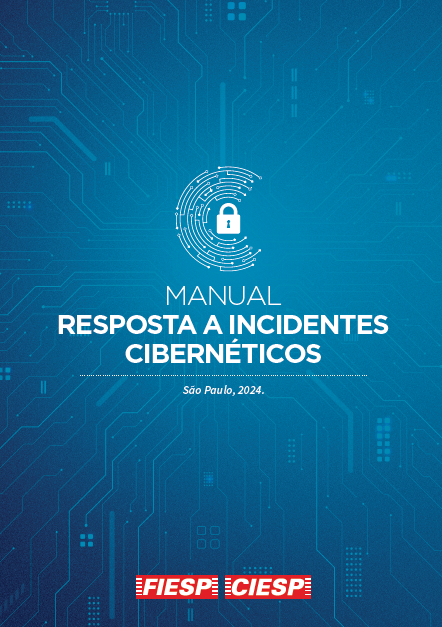 MANUAL
RESPOSTA A INCIDENTES
CIBERNÉTICOS
São Paulo, 2024.
FIESP CIESP